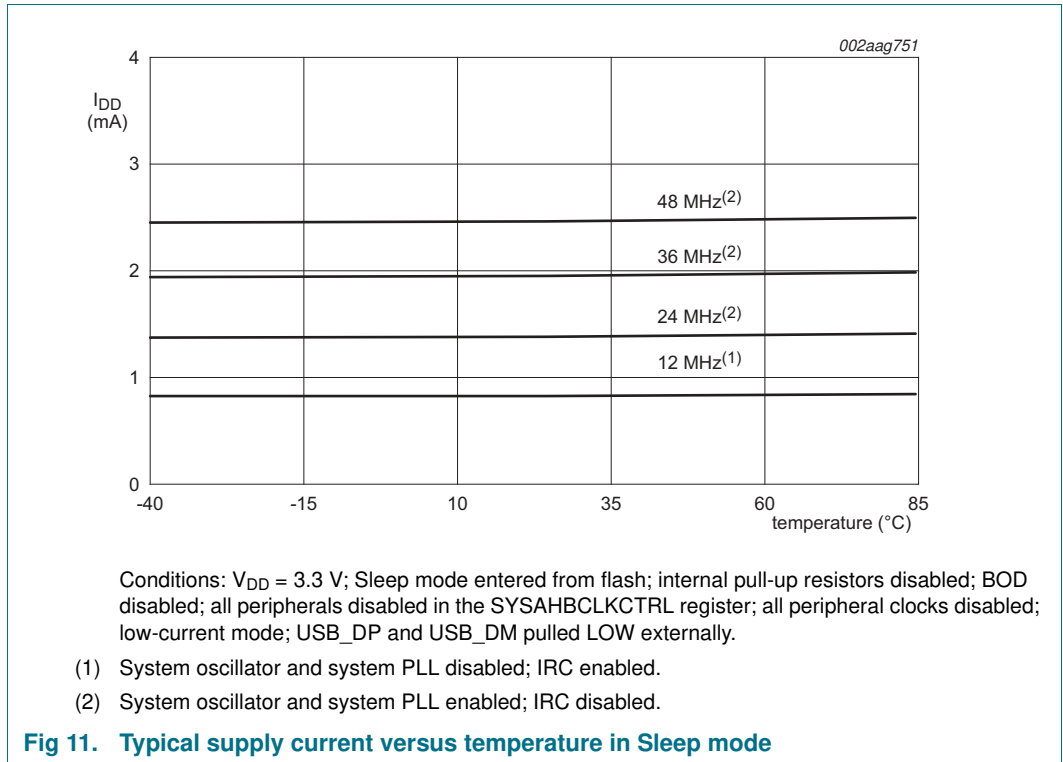 002aag751
4
I_DD
(mA)
3
48 MHz(2)
36 MHz(2)
2
24 MHz(2)
12 MHz(1)
1
0
-40 -15 10 35 60 85
temperature (°C)
Conditions: V_DD = 3.3 V; Sleep mode entered from flash; internal pull-up resistors disabled; BOD
disabled; all peripherals disabled in the SYSAHBCLKCTRL register; all peripheral clocks disabled;
low-current mode; USB_DP and USB_DM pulled LOW externally.
(1) System oscillator and system PLL disabled; IRC enabled.
(2) System oscillator and system PLL enabled; IRC disabled.
Fig 11. Typical supply current versus temperature in Sleep mode